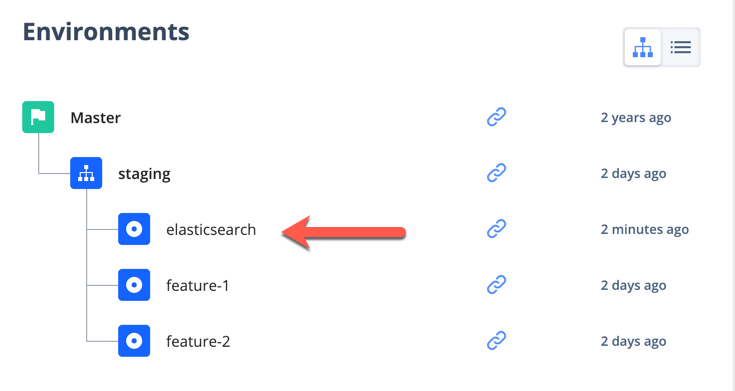 Environments
Master 2 years ago
staging 2 days ago
elasticsearch 2 minutes ago
feature-1 2 days ago
feature-2 2 days ago